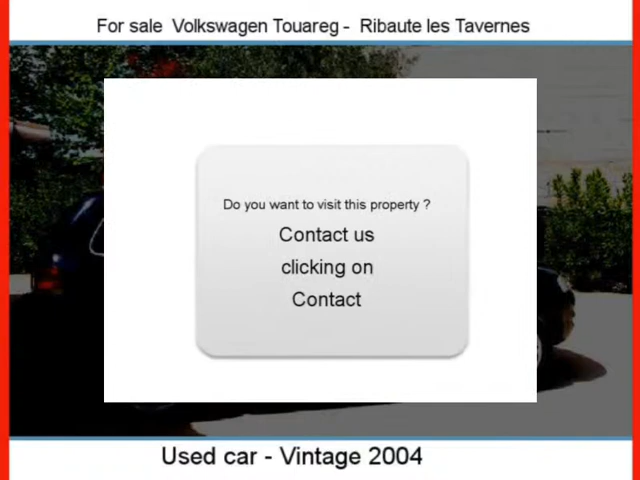 For sale  Volkswagen Touareg -  Ribaute les Tavernes
Do you want to visit this property ?
Contact us
clicking on
Contact
Used car - Vintage 2004